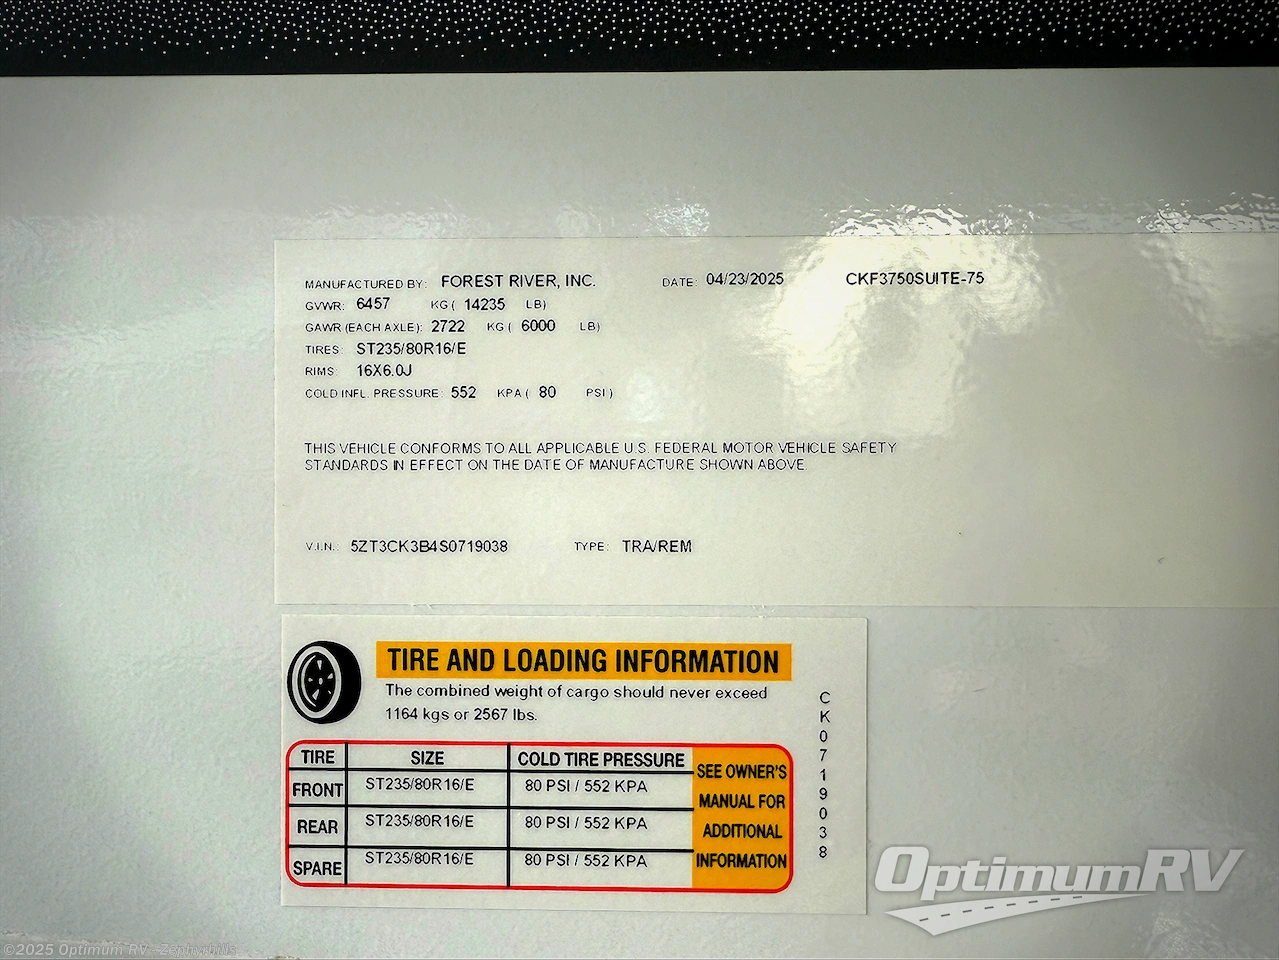 MANUFACTURED BY: FOREST RIVER, INC. DATE: 04/23/2025 CKF3750SUITE-75
GVWR: 6457 KG ( 14235 LB)
GAWR (EACH AXLE): 2722 KG ( 6000 LB)
TIRES: ST235/80R16/E
RIMS: 16X6.0J
COLD INFL. PRESSURE: 552 KPA ( 80 PSI )
THIS VEHICLE CONFORMS TO ALL APPLICABLE U.S. FEDERAL MOTOR VEHICLE SAFETY
STANDARDS IN EFFECT ON THE DATE OF MANUFACTURE SHOWN ABOVE
V.I.N.: 5ZT3CK3B4S0719038 TYPE: TRA/REM
TIRE AND LOADING INFORMATION
The combined weight of cargo should never exceed
1164 kgs or 2567 lbs.
TIRE SIZE COLD TIRE PRESSURE
FRONT ST235/80R16/E 80 PSI / 552 KPA
REAR ST235/80R16/E 80 PSI / 552 KPA
SPARE ST235/80R16/E 80 PSI / 552 KPA
SEE OWNER'S
MANUAL FOR
ADDITIONAL
INFORMATION
CK0719038
OptimumRV
©2025 Optimum RV - Zephyrhills